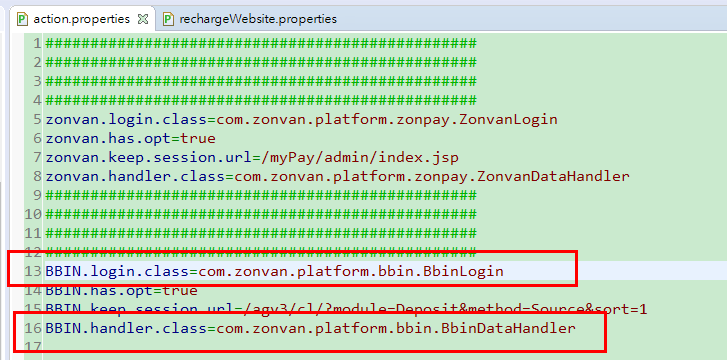 action.properties
rechargeWebsite.properties
1 ###############################################
2 ###############################################
3 ###############################################
4 ###############################################
5 zonvan.login.class=com.zonvan.platform.zonpay.ZonvanLogin
6 zonvan.has.opt=true
7 zonvan.keep.session.url=/myPay/admin/index.jsp
8 zonvan.handler.class=com.zonvan.platform.zonpay.ZonvanDataHandler
9 ###############################################
10 ###############################################
11 ###############################################
12 ###############################################
13 BBIN.login.class=com.zonvan.platform.bbin.BbinLogin
14 BBIN.has.opt=true
15 BBIN.keep.session.url=/agv3/cl/?module=Deposit&method=Source&sort=1
16 BBIN.handler.class=com.zonvan.platform.bbin.BbinDataHandler
17